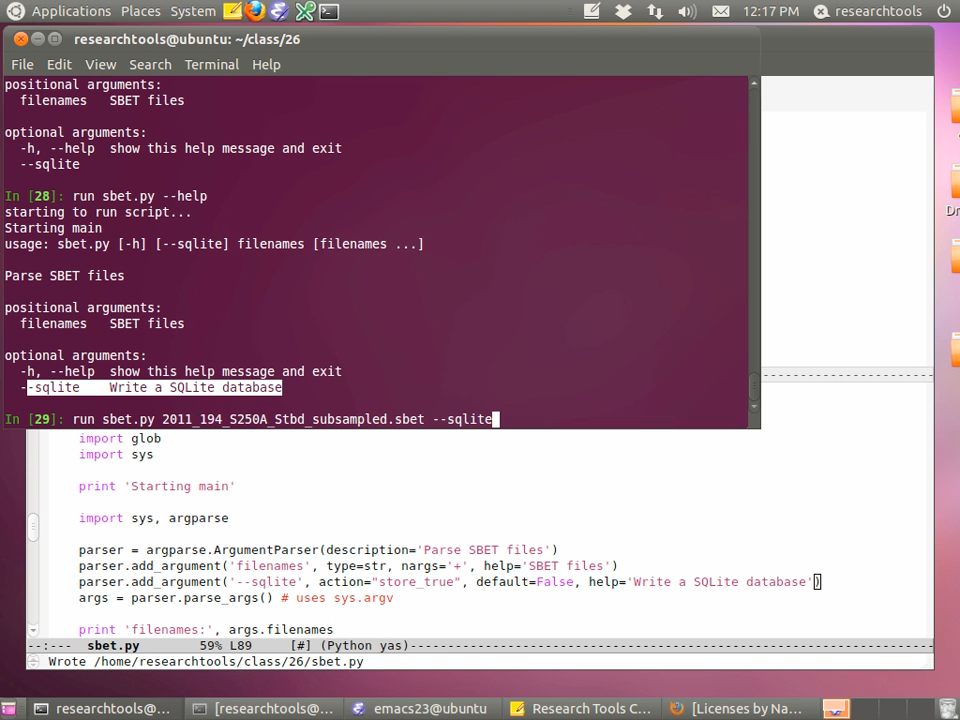 Applications Places System 12:17 PM researchtools
researchtools@ubuntu: ~/class/26
File Edit View Search Terminal Help
positional arguments:
filenames SBET files
optional arguments:
-h, --help show this help message and exit
--sqlite
In [28]: run sbet.py --help
starting to run script...
Starting main
usage: sbet.py [-h] [--sqlite] filenames [filenames ...]
Parse SBET files
positional arguments:
filenames SBET files
optional arguments:
-h, --help show this help message and exit
--sqlite Write a SQLite database
In [29]: run sbet.py 2011_194_S250A_Stbd_subsampled.sbet --sqlite
Dr
import glob
import sys
print 'Starting main'
import sys, argparse
parser = argparse.ArgumentParser(description='Parse SBET files')
parser.add_argument('filenames', type=str, nargs='+', help='SBET files')
parser.add_argument('--sqlite', action="store_true", default=False, help='Write a SQLite database')
args = parser.parse_args() # uses sys.argv
print 'filenames:', args.filenames
--:--- sbet.py 59% L89 [#] (Python yas)
Wrote /home/researchtools/class/26/sbet.py
researchtools@... [researchtools@... emacs23@ubuntu Research Tools C... [Licenses by Na...